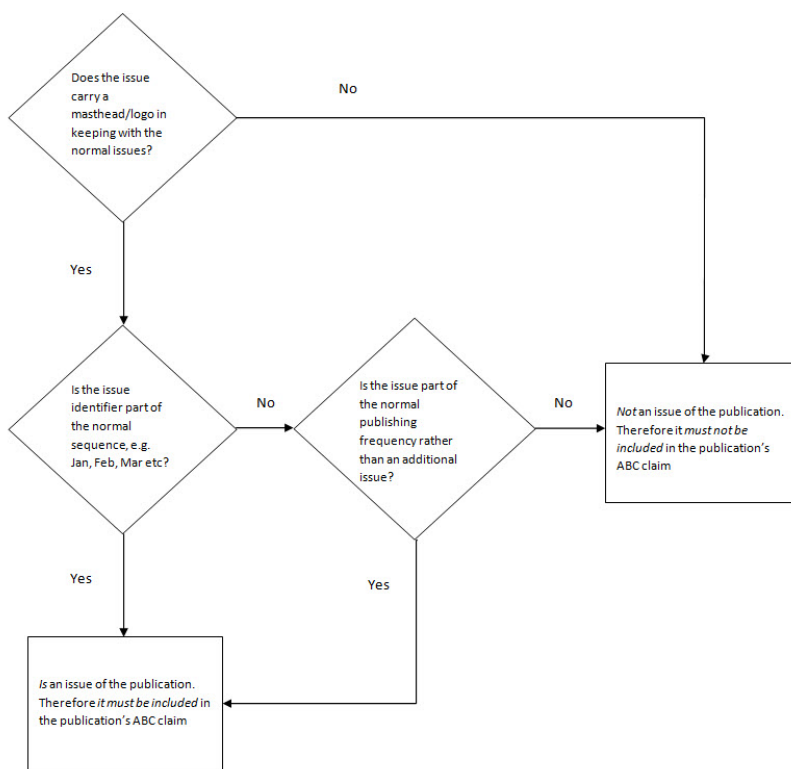 Does the issue
carry a
masthead/logo in
keeping with the
normal issues?
No
Yes
Is the issue
identifier part of
the normal
sequence, e.g.
Jan, Feb, Mar etc?
No
Is the issue part of
the normal
publishing
frequency rather
than an additional
issue?
No
Not an issue of the publication.
Therefore it must not be
included in the publication's
ABC claim
Yes
Yes
Is an issue of the publication.
Therefore it must be included in
the publication's ABC claim